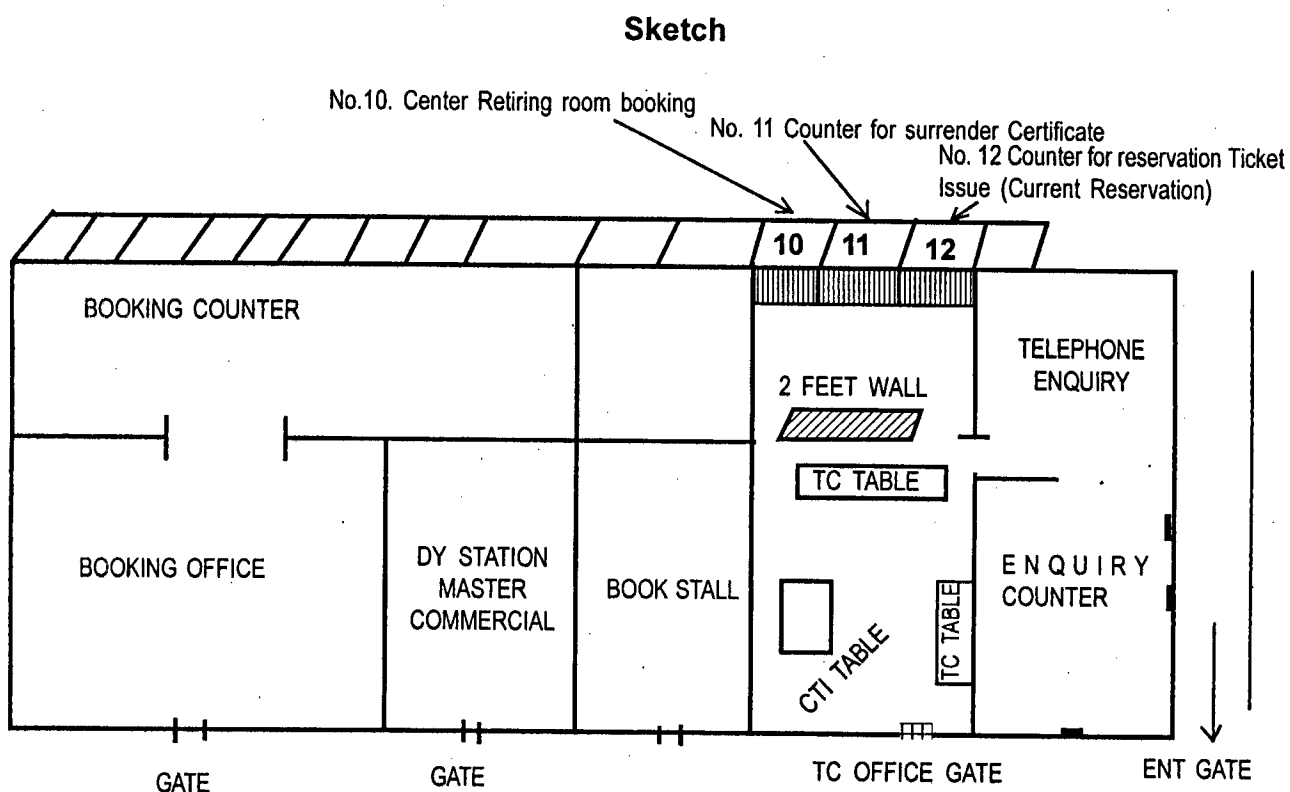 Sketch
No.10. Center Retiring room booking
No. 11 Counter for surrender Certificate
No. 12 Counter for reservation Ticket
Issue (Current Reservation)
10
11
12
BOOKING COUNTER
TELEPHONE
ENQUIRY
2 FEET WALL
TC TABLE
BOOKING OFFICE
DY STATION
MASTER
COMMERCIAL
BOOK STALL
CTI TABLE
TC TABLE
ENQUIRY
COUNTER
GATE
GATE
TC OFFICE GATE
ENT GATE